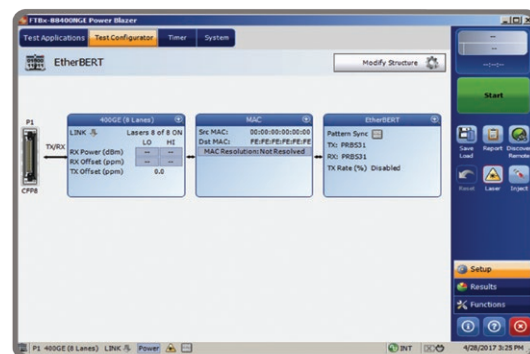 FTBx-88400NGE Power Blazer
Test Applications Test Configurator Timer System
EtherBERT
Modify Structure
P1
TX/RX
CFP8
400GE (8 Lanes)
LINK Lasers 8 of 8 ON
LO HI
RX Power (dBm) -- --
RX Offset (ppm) -- --
TX Offset (ppm) 0.0
MAC
Src MAC: 00:00:00:00:00:00
Dst MAC: FE:FE:FE:FE:FE:FE
MAC Resolution: Not Resolved
EtherBERT
Pattern Sync
TX: PRBS31
RX: PRBS31
TX Rate (%) Disabled
--
--
--:--:--
Start
Save Load
Report
Discover Remote
Reset
Laser
Inject
Setup
Results
Functions
P1 400GE (8 Lanes) LINK Power
INT
4/28/2017 3:25 PM